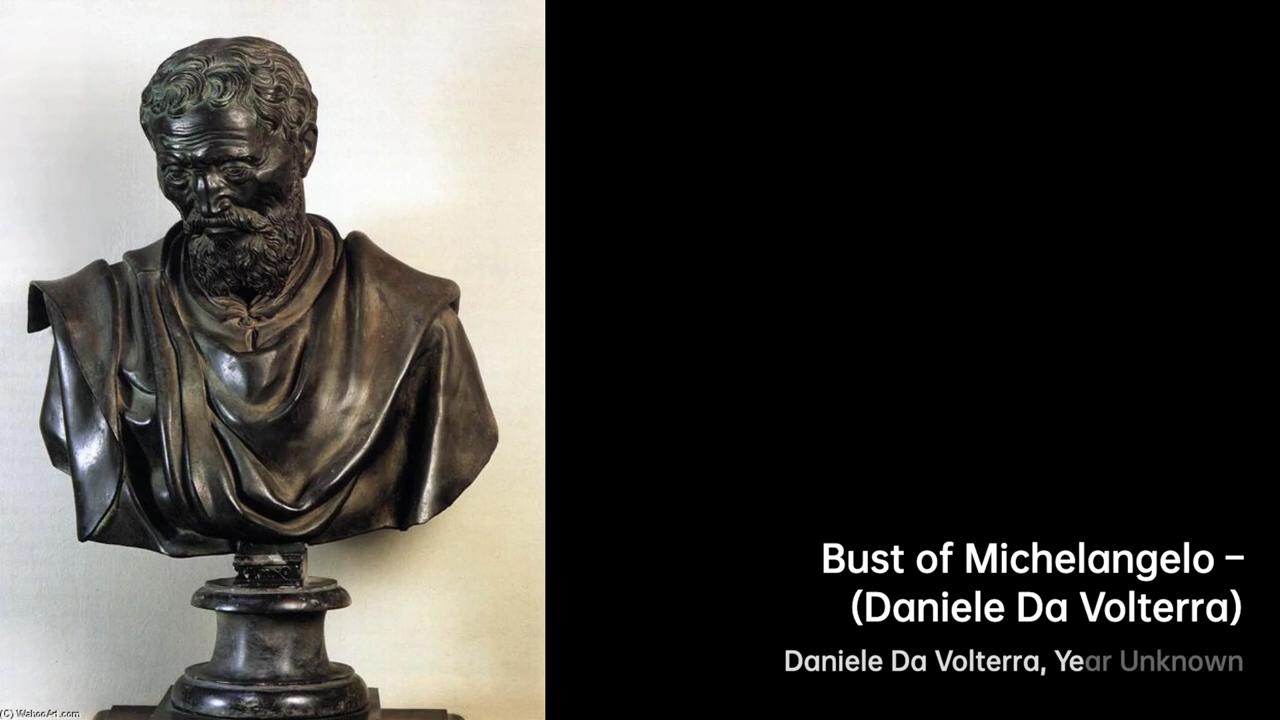 Bust of Michelangelo –
(Daniele Da Volterra)
Daniele Da Volterra, Year Unknown
(C) WahooArt.com